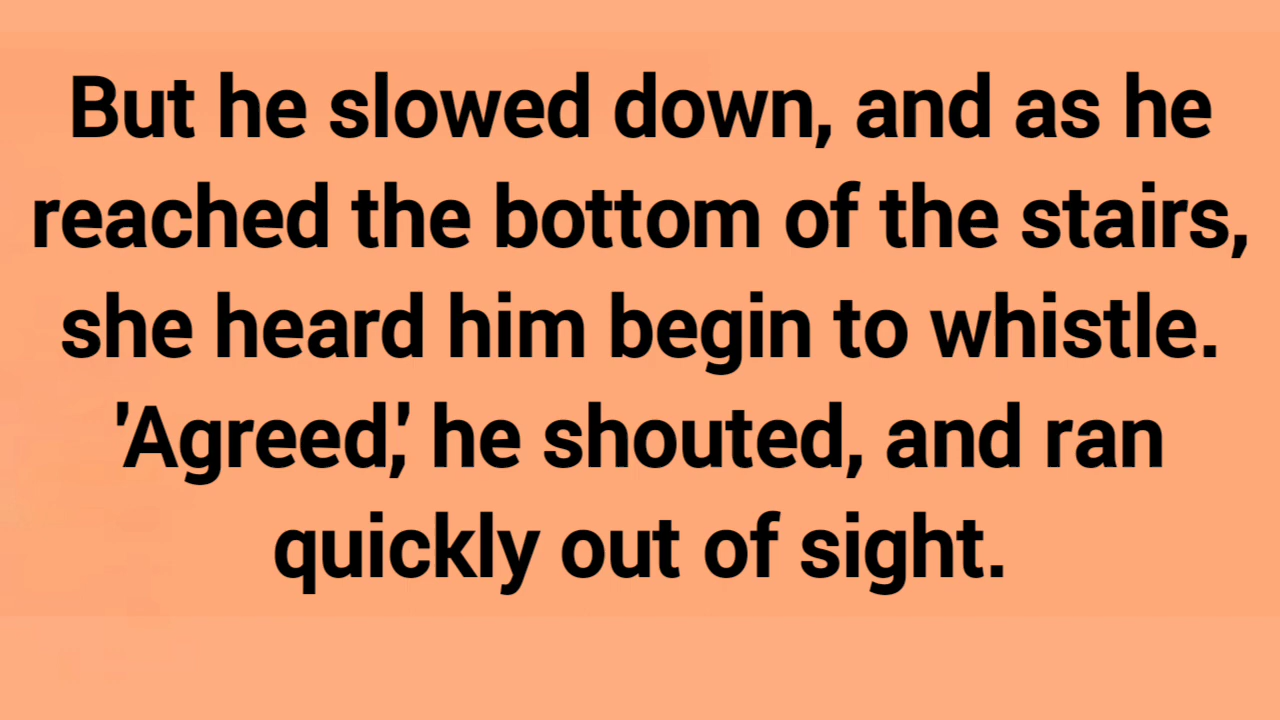 But he slowed down, and as he
reached the bottom of the stairs,
she heard him begin to whistle.
'Agreed,' he shouted, and ran
quickly out of sight.